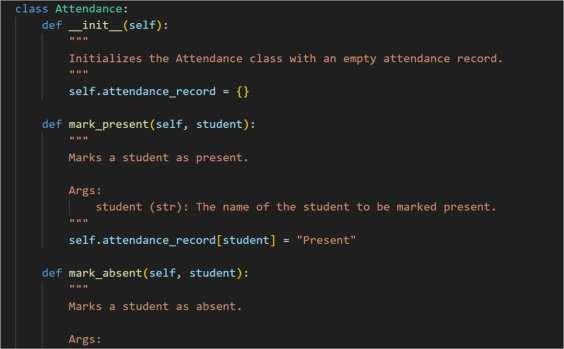 class Attendance:
    def __init__(self):
        """
        Initializes the Attendance class with an empty attendance record.
        """
        self.attendance_record = {}

    def mark_present(self, student):
        """
        Marks a student as present.

        Args:
            student (str): The name of the student to be marked present.
        """
        self.attendance_record[student] = "Present"

    def mark_absent(self, student):
        """
        Marks a student as absent.

        Args: